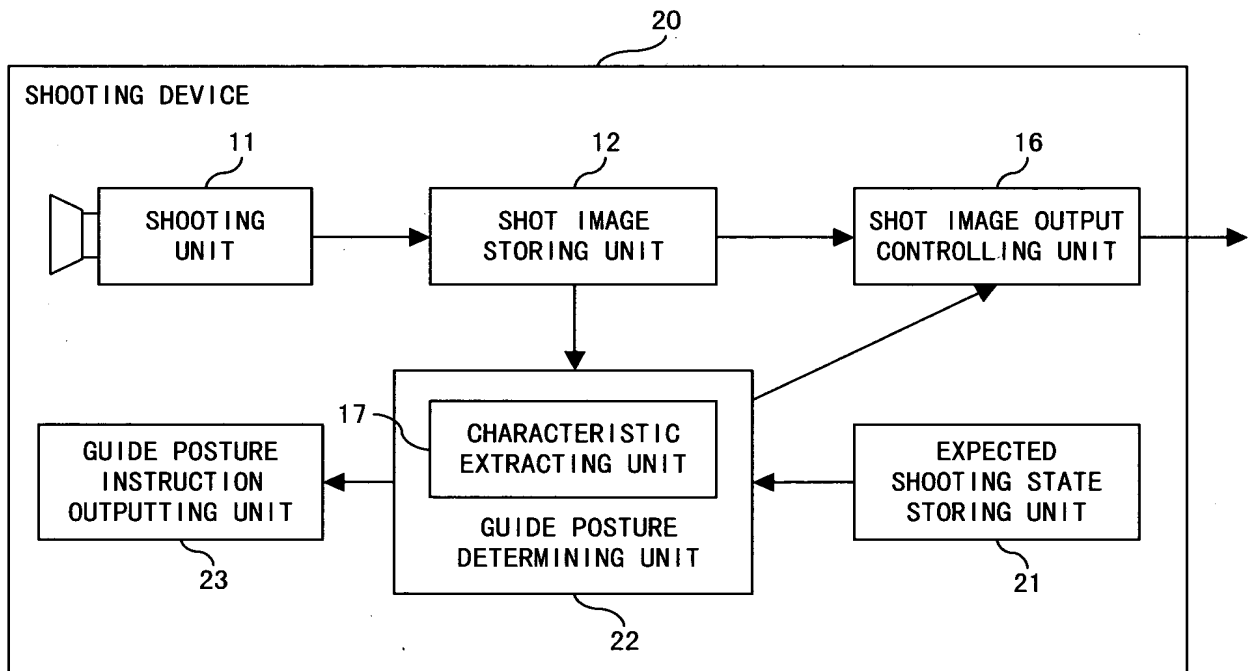 20
SHOOTING DEVICE
11
12
16
SHOOTING
UNIT
SHOT IMAGE
STORING UNIT
SHOT IMAGE OUTPUT
CONTROLLING UNIT
17
CHARACTERISTIC
EXTRACTING UNIT
GUIDE POSTURE
DETERMINING UNIT
GUIDE POSTURE
INSTRUCTION
OUTPUTTING UNIT
EXPECTED
SHOOTING STATE
STORING UNIT
23
22
21